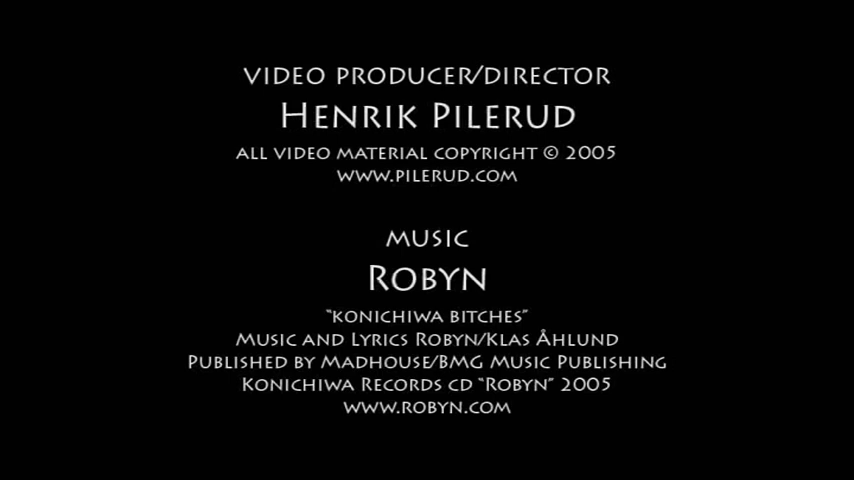 VIDEO PRODUCER/DIRECTOR
HENRIK PILERUD
ALL VIDEO MATERIAL COPYRIGHT © 2005
WWW.PILERUD.COM
MUSIC
ROBYN
“KONICHIWA BITCHES”
MUSIC AND LYRICS ROBYN/KLAS ÅHLUND
PUBLISHED BY MADHOUSE/BMG MUSIC PUBLISHING
KONICHIWA RECORDS CD “ROBYN” 2005
WWW.ROBYN.COM